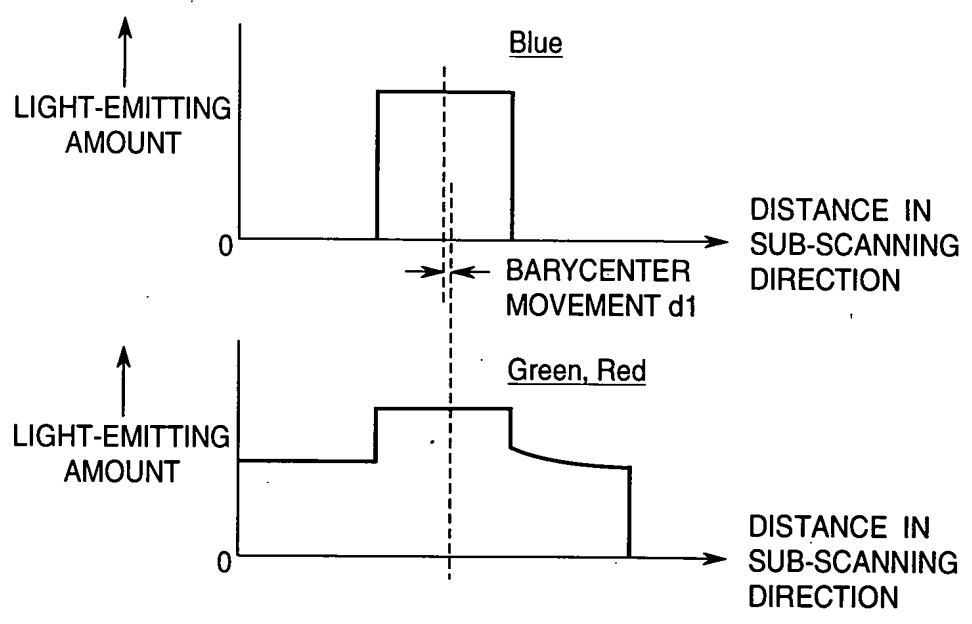 Blue
LIGHT-EMITTING
AMOUNT
0
DISTANCE IN
SUB-SCANNING
DIRECTION
BARYCENTER
MOVEMENT d1
Green, Red
LIGHT-EMITTING
AMOUNT
0
DISTANCE IN
SUB-SCANNING
DIRECTION